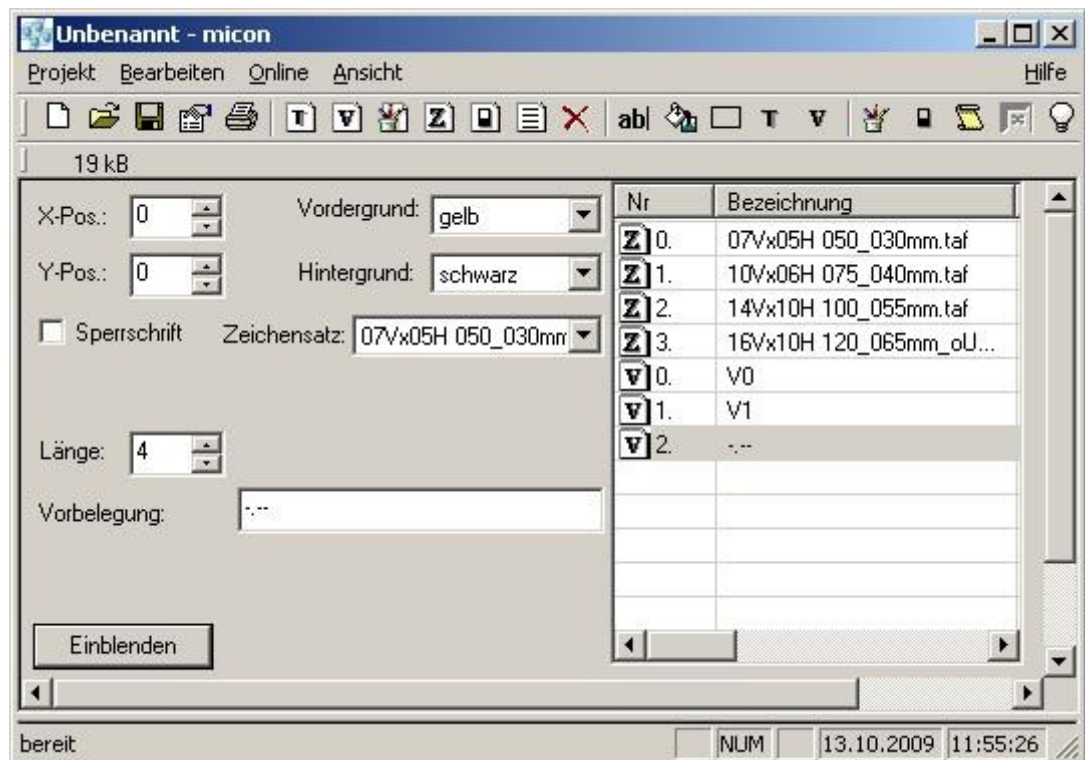 Unbenannt - micon
Projekt Bearbeiten Online Ansicht Hilfe
T V Z ab| T V
19 kB
X-Pos.: 0 Vordergrund: gelb
Y-Pos.: 0 Hintergrund: schwarz
Sperrschrift Zeichensatz: 07Vx05H 050_030mm
Länge: 4
Vorbelegung: -.--
Einblenden
Nr Bezeichnung
Z 0. 07Vx05H 050_030mm.taf
Z 1. 10Vx06H 075_040mm.taf
Z 2. 14Vx10H 100_055mm.taf
Z 3. 16Vx10H 120_065mm_oU...
V 0. V0
V 1. V1
V 2. -.--
bereit NUM 13.10.2009 11:55:26